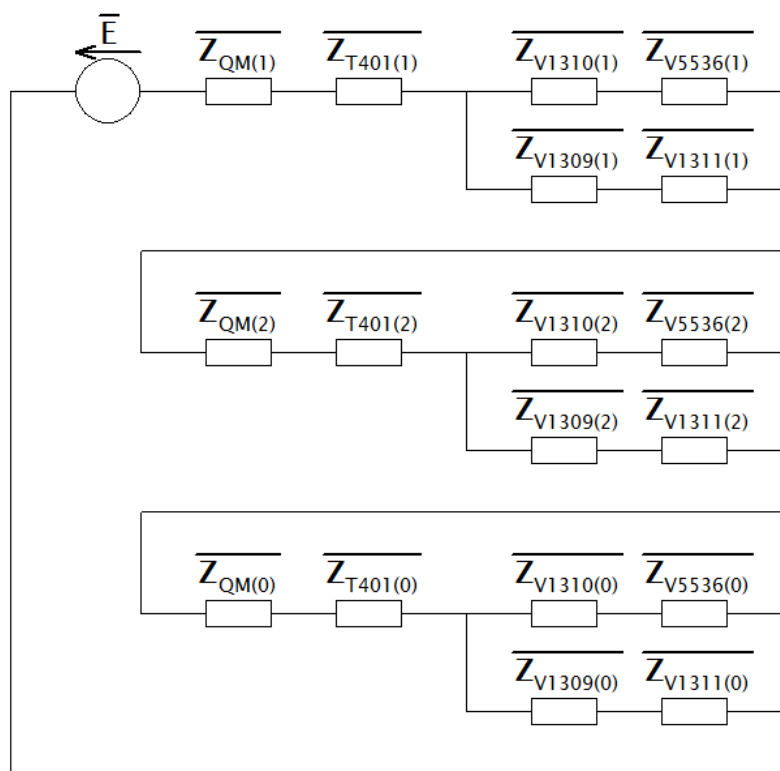 E
Z_QM(1) Z_T401(1) Z_V1310(1) Z_V5536(1)
Z_V1309(1) Z_V1311(1)
Z_QM(2) Z_T401(2) Z_V1310(2) Z_V5536(2)
Z_V1309(2) Z_V1311(2)
Z_QM(0) Z_T401(0) Z_V1310(0) Z_V5536(0)
Z_V1309(0) Z_V1311(0)